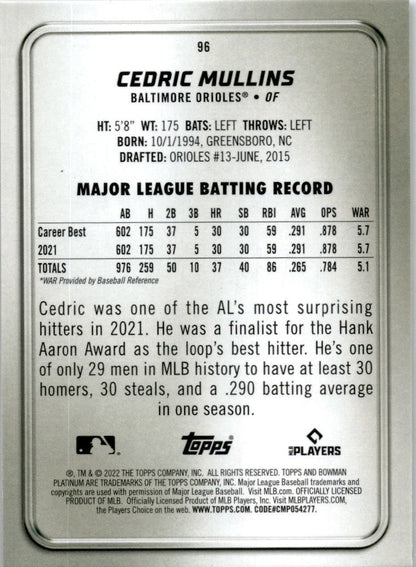 96
CEDRIC MULLINS
BALTIMORE ORIOLES® • OF
HT: 5'8" WT: 175 BATS: LEFT THROWS: LEFT
BORN: 10/1/1994, GREENSBORO, NC
DRAFTED: ORIOLES #13-JUNE, 2015
MAJOR LEAGUE BATTING RECORD
AB H 2B 3B HR SB RBI AVG OPS WAR
Career Best 602 175 37 5 30 30 59 .291 .878 5.7
2021 602 175 37 5 30 30 59 .291 .878 5.7
TOTALS 976 259 50 10 37 40 86 .265 .784 5.1
*WAR Provided by Baseball Reference
Cedric was one of the AL's most surprising
hitters in 2021. He was a finalist for the Hank
Aaron Award as the loop's best hitter. He's one
of only 29 men in MLB history to have at least 30
homers, 30 steals, and a .290 batting average
in one season.
Topps MLB PLAYERS
®, TM & © 2022 THE TOPPS COMPANY, INC. ALL RIGHTS RESERVED. TOPPS AND BOWMAN
PLATINUM ARE TRADEMARKS OF THE TOPPS COMPANY, INC. Major League Baseball trademarks and
copyrights are used with permission of Major League Baseball. Visit MLB.com. OFFICIALLY LICENSED
PRODUCT OF MLB. Officially Licensed Product of MLB Players, Inc. Visit MLBPLAYERS.COM,
the Players Choice on the web. WWW.TOPPS.COM. CODE#CMP054277.